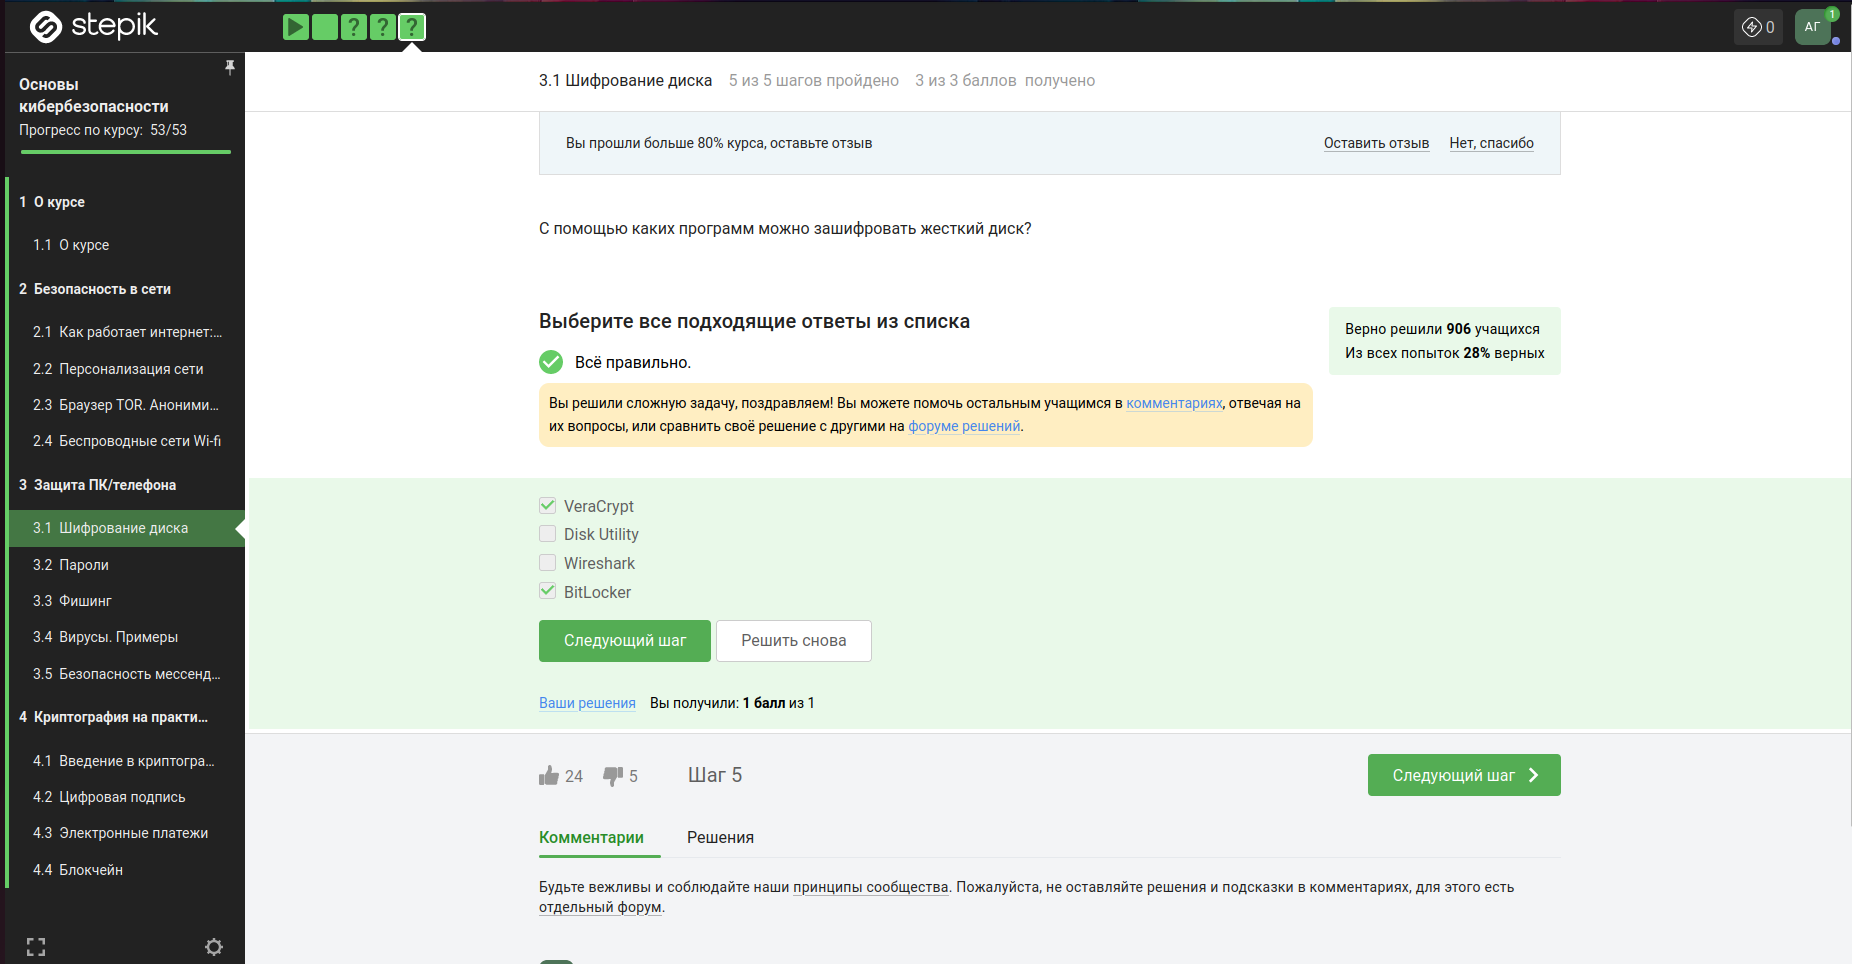 stepik
? ? ?
0
АГ
1
Основы
кибербезопасности
Прогресс по курсу: 53/53
1 О курсе
1.1 О курсе
2 Безопасность в сети
2.1 Как работает интернет:...
2.2 Персонализация сети
2.3 Браузер TOR. Аноними...
2.4 Беспроводные сети Wi-fi
3 Защита ПК/телефона
3.1 Шифрование диска
3.2 Пароли
3.3 Фишинг
3.4 Вирусы. Примеры
3.5 Безопасность мессенд...
4 Криптография на практи...
4.1 Введение в криптогра...
4.2 Цифровая подпись
4.3 Электронные платежи
4.4 Блокчейн
3.1 Шифрование диска 5 из 5 шагов пройдено 3 из 3 баллов получено
Вы прошли больше 80% курса, оставьте отзыв Оставить отзыв Нет, спасибо
С помощью каких программ можно зашифровать жесткий диск?
Выберите все подходящие ответы из списка
Верно решили 906 учащихся
Из всех попыток 28% верных
Всё правильно.
Вы решили сложную задачу, поздравляем! Вы можете помочь остальным учащимся в комментариях, отвечая на
их вопросы, или сравнить своё решение с другими на форуме решений.
VeraCrypt
Disk Utility
Wireshark
BitLocker
Следующий шаг Решить снова
Ваши решения Вы получили: 1 балл из 1
24 5 Шаг 5 Следующий шаг
Комментарии Решения
Будьте вежливы и соблюдайте наши принципы сообщества. Пожалуйста, не оставляйте решения и подсказки в комментариях, для этого есть
отдельный форум.